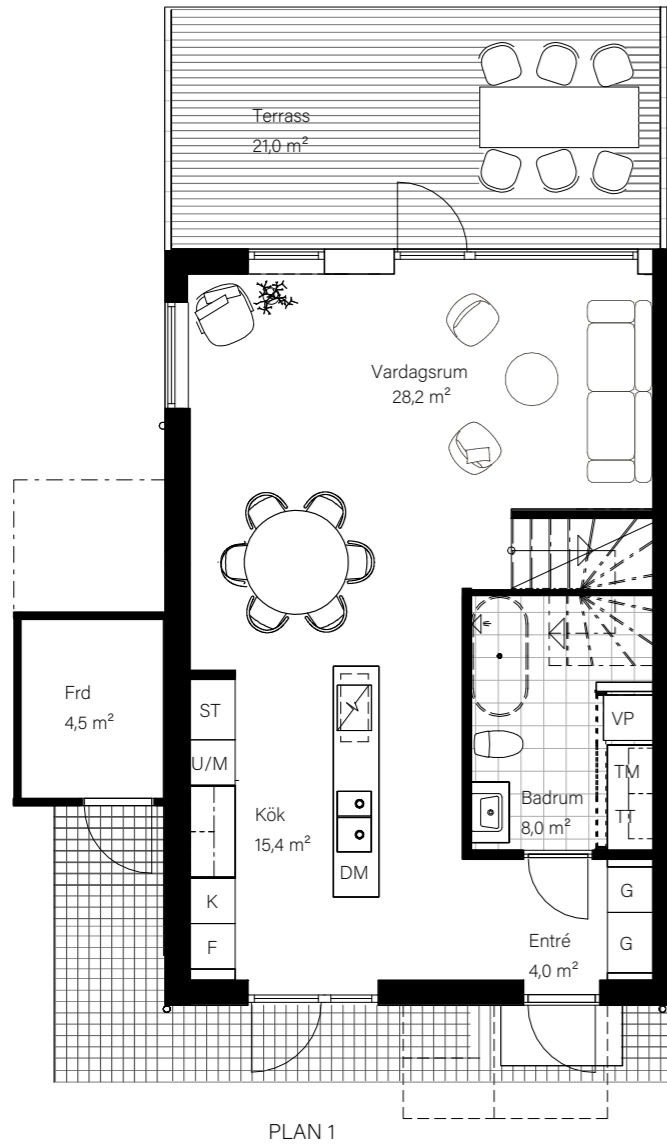 Terrass
21,0 m²
Vardagsrum
28,2 m²
Frd
4,5 m²
ST
U/M
Kök
15,4 m²
DM
K
F
VP
TM
TT
Badrum
8,0 m²
G
G
Entré
4,0 m²
PLAN 1